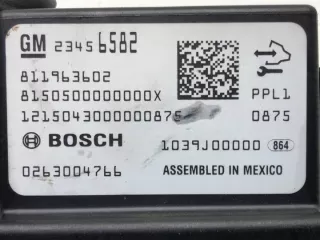 GM 23456582
811963602
8150500000000X PPL1
1215043000000875 0875
BOSCH 1039J00000 864
0263004766 ASSEMBLED IN MEXICO